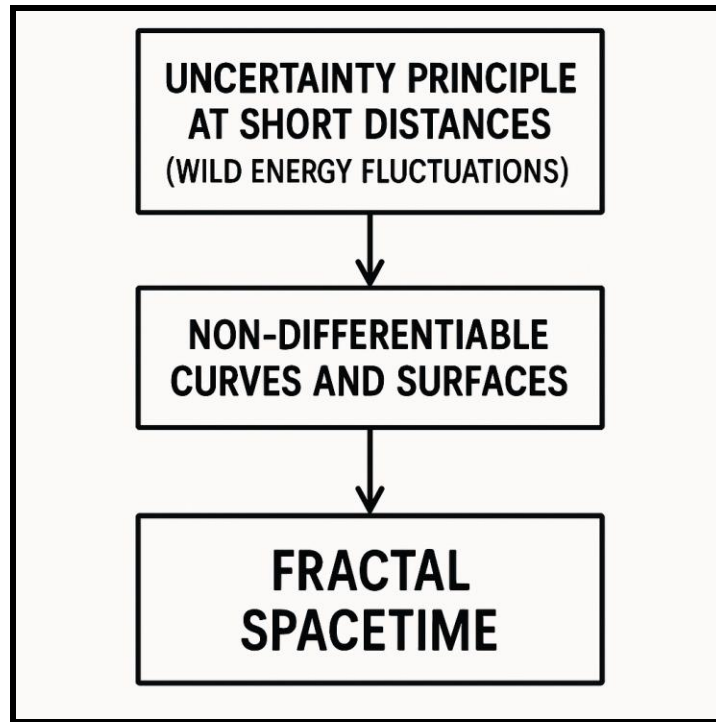 UNCERTAINTY PRINCIPLE
AT SHORT DISTANCES
(WILD ENERGY FLUCTUATIONS)
NON-DIFFERENTIABLE
CURVES AND SURFACES
FRACTAL
SPACETIME